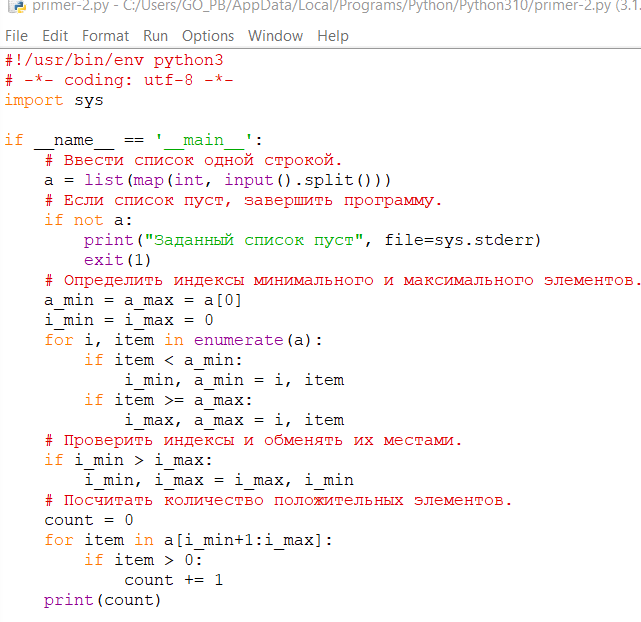 primer-2.py - C:/Users/GO_PB/AppData/Local/Programs/Python/Python310/primer-2.py (3.1
File Edit Format Run Options Window Help
#!/usr/bin/env python3
# -*- coding: utf-8 -*-
import sys

if __name__ == '__main__':
    # Ввести список одной строкой.
    a = list(map(int, input().split()))
    # Если список пуст, завершить программу.
    if not a:
        print("Заданный список пуст", file=sys.stderr)
        exit(1)
    # Определить индексы минимального и максимального элементов.
    a_min = a_max = a[0]
    i_min = i_max = 0
    for i, item in enumerate(a):
        if item < a_min:
            i_min, a_min = i, item
        if item >= a_max:
            i_max, a_max = i, item
    # Проверить индексы и обменять их местами.
    if i_min > i_max:
        i_min, i_max = i_max, i_min
    # Посчитать количество положительных элементов.
    count = 0
    for item in a[i_min+1:i_max]:
        if item > 0:
            count += 1
    print(count)